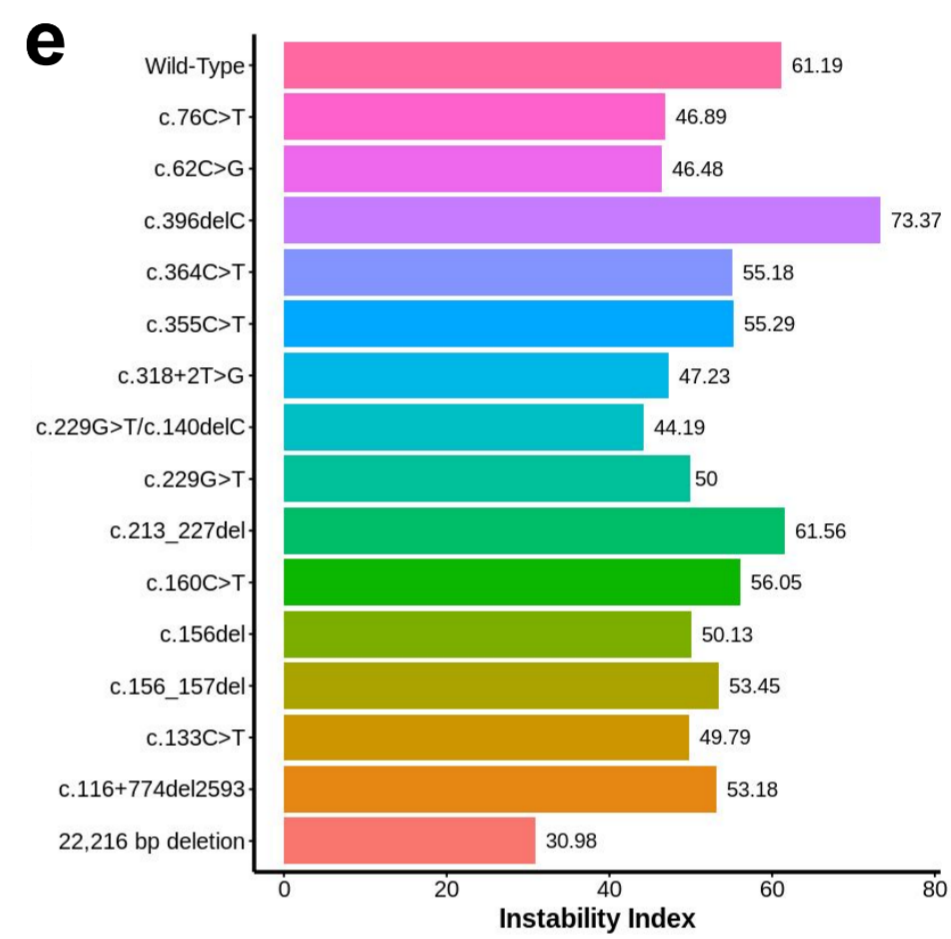 e
Wild-Type 61.19
c.76C>T 46.89
c.62C>G 46.48
c.396delC 73.37
c.364C>T 55.18
c.355C>T 55.29
c.318+2T>G 47.23
c.229G>T/c.140delC 44.19
c.229G>T 50
c.213_227del 61.56
c.160C>T 56.05
c.156del 50.13
c.156_157del 53.45
c.133C>T 49.79
c.116+774del2593 53.18
22,216 bp deletion 30.98
0 20 40 60 80
Instability Index